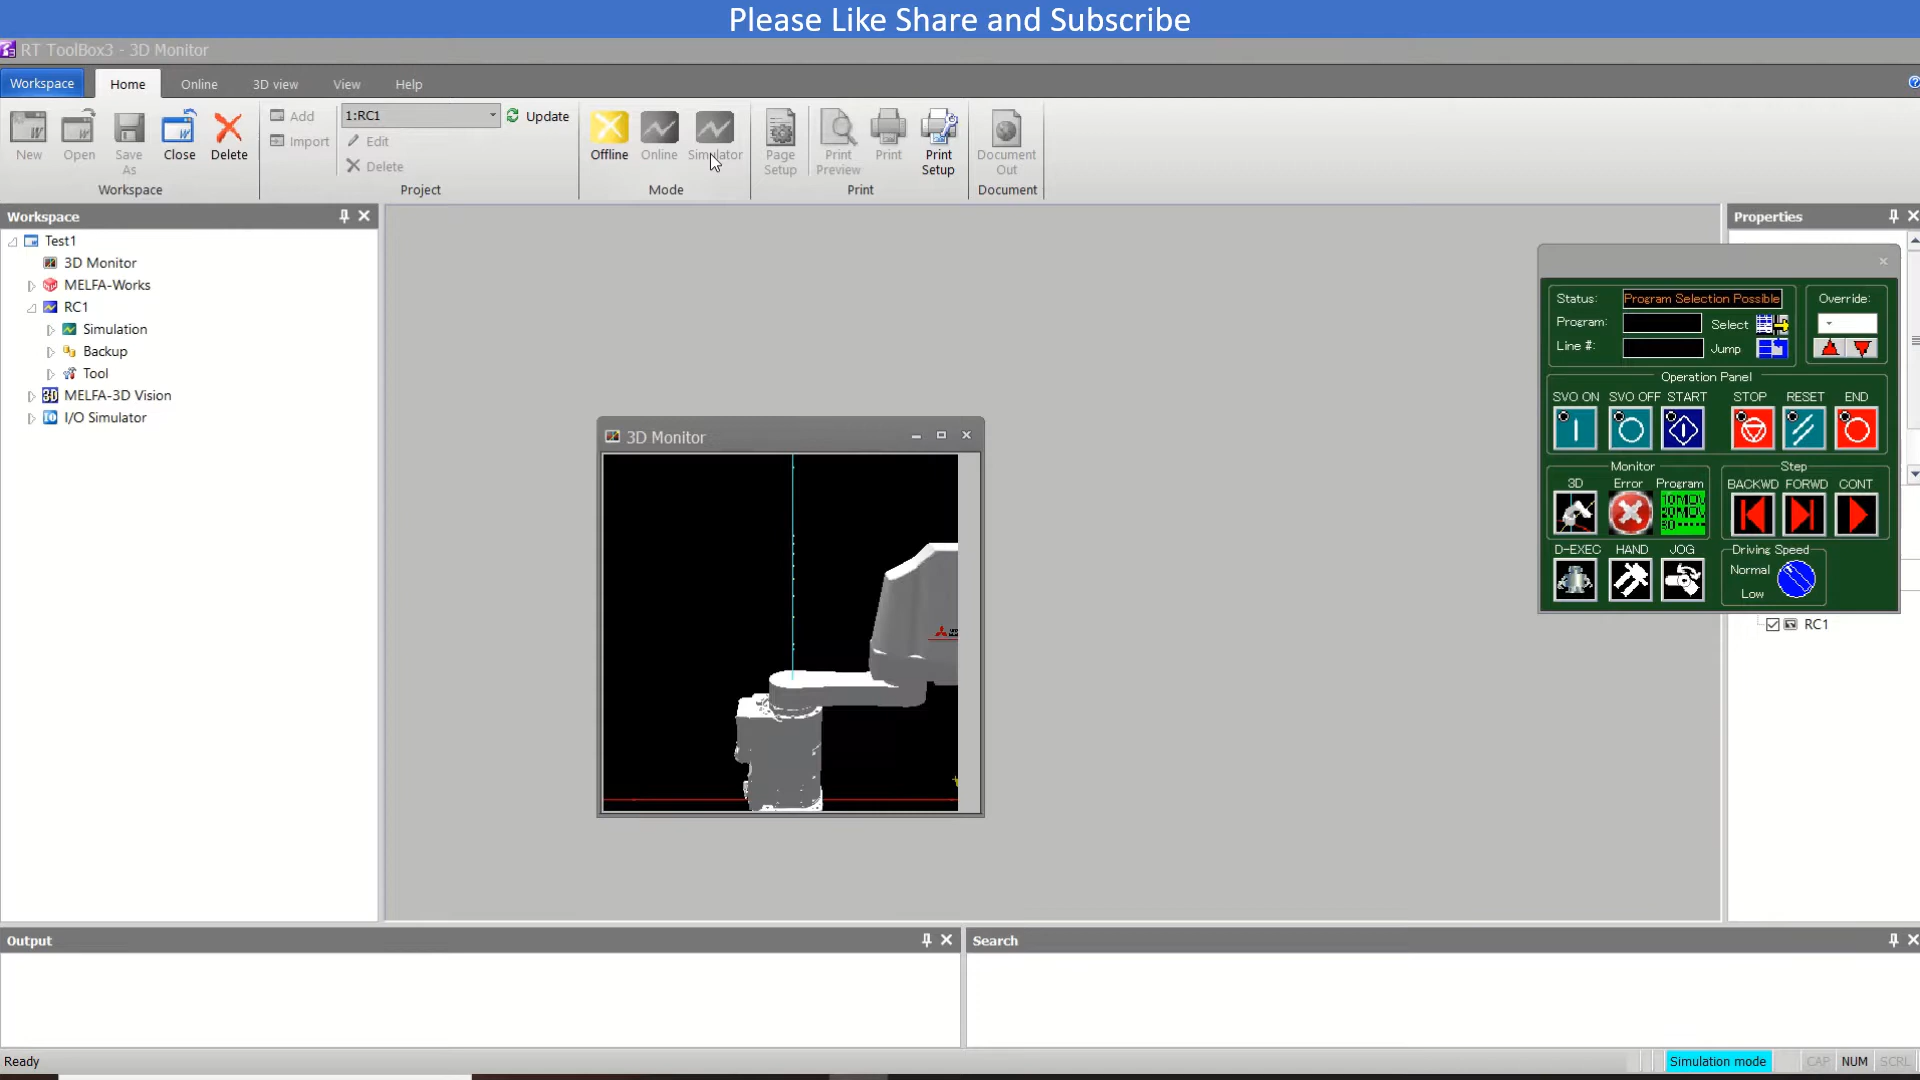 Please Like Share and Subscribe
RT ToolBox3 - 3D Monitor
Workspace
Home
Online
3D view
View
Help
New
Open
Save
As
Close
Delete
Workspace
Add
Import
1:RC1
Update
Edit
Delete
Project
Offline
Online
Simulator
Mode
Page
Setup
Print
Preview
Print
Print
Setup
Print
Document
Out
Document
Workspace
Test1
3D Monitor
MELFA-Works
RC1
Simulation
Backup
Tool
MELFA-3D Vision
I/O Simulator
3D Monitor
Properties
Status:
Program Selection Possible
Override:
Program:
Select
Line #:
Jump
Operation Panel
SVO ON
SVO OFF
START
STOP
RESET
END
Monitor
3D
Error
Program
Step
BACKWD
FORWD
CONT
D-EXEC
HAND
JOG
Driving Speed
Normal
Low
RC1
Output
Search
Ready
Simulation mode
CAP
NUM
SCRL